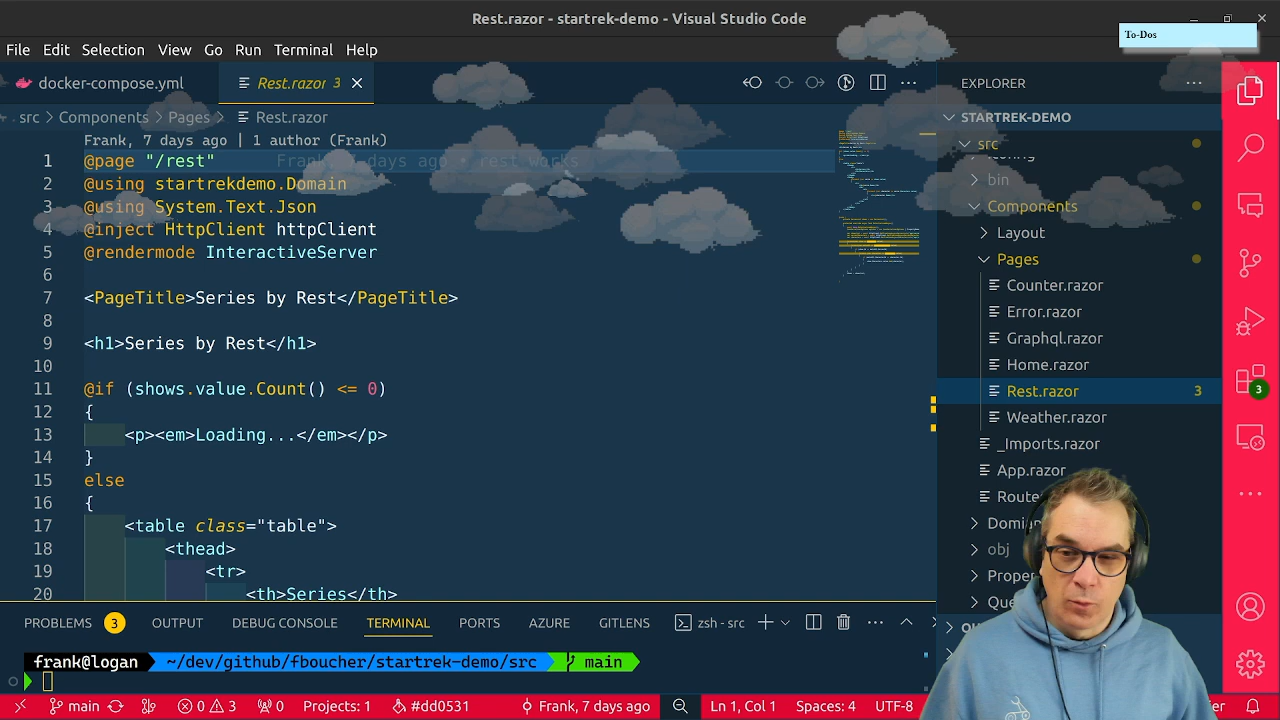 Rest.razor - startrek-demo - Visual Studio Code
To-Dos
File Edit Selection View Go Run Terminal Help
docker-compose.yml Rest.razor 3
EXPLORER
src > Components > Pages > Rest.razor
STARTREK-DEMO
Frank, 7 days ago | 1 author (Frank)
src
1 @page "/rest" Frank, 7 days ago • rest works
bin
2 @using startrekdemo.Domain
Components
3 @using System.Text.Json
Layout
4 @inject HttpClient httpClient
Pages
5 @rendermode InteractiveServer
Counter.razor
6
Error.razor
7 <PageTitle>Series by Rest</PageTitle>
Graphql.razor
8
Home.razor
9 <h1>Series by Rest</h1>
Rest.razor 3
10
Weather.razor
11 @if (shows.value.Count() <= 0)
_Imports.razor
12 {
App.razor
13 <p><em>Loading...</em></p>
14 }
15 else
obj
16 {
17 <table class="table">
18 <thead>
19 <tr>
20 <th>Series</th>
3
PROBLEMS 3 OUTPUT DEBUG CONSOLE TERMINAL PORTS AZURE GITLENS zsh - src
frank@logan ~/dev/github/fboucher/startrek-demo/src main
main 0 3 0 Projects: 1 #dd0531 Frank, 7 days ago Ln 1, Col 1 Spaces: 4 UTF-8